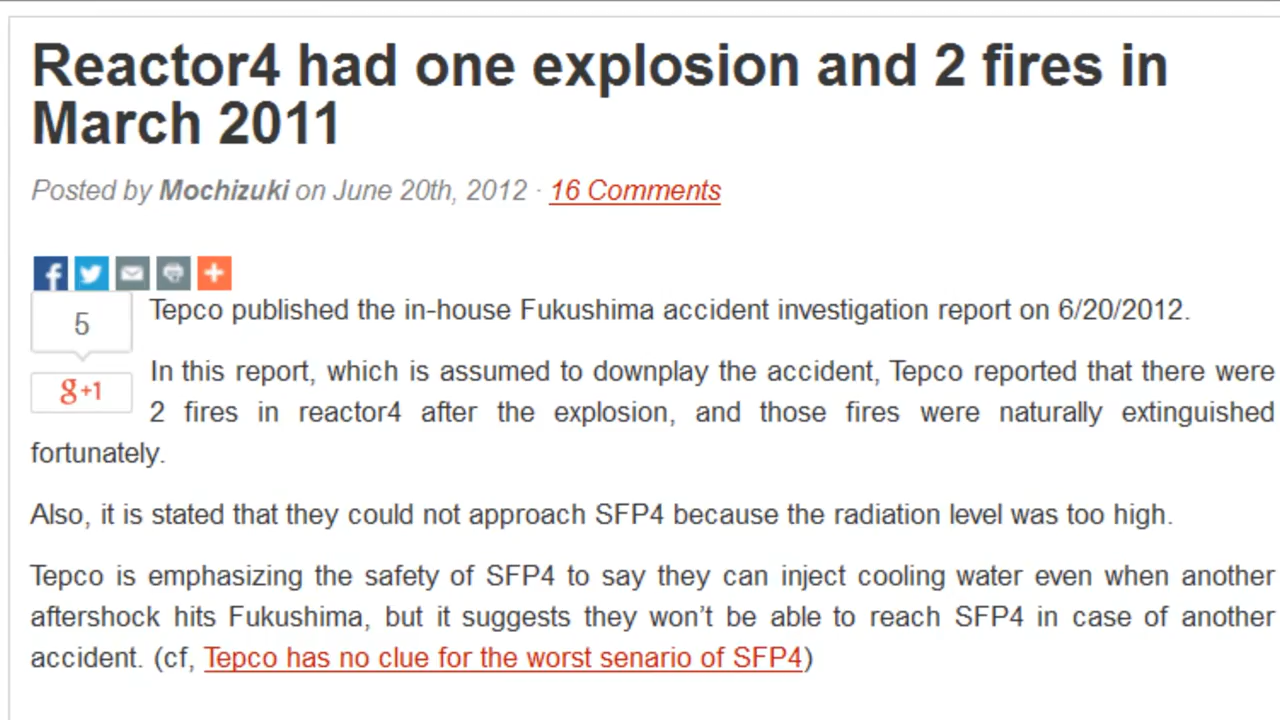 Reactor4 had one explosion and 2 fires in
March 2011
Posted by Mochizuki on June 20th, 2012 · 16 Comments
5
Tepco published the in-house Fukushima accident investigation report on 6/20/2012.
g+1
In this report, which is assumed to downplay the accident, Tepco reported that there were
2 fires in reactor4 after the explosion, and those fires were naturally extinguished
fortunately.
Also, it is stated that they could not approach SFP4 because the radiation level was too high.
Tepco is emphasizing the safety of SFP4 to say they can inject cooling water even when another
aftershock hits Fukushima, but it suggests they won't be able to reach SFP4 in case of another
accident. (cf, Tepco has no clue for the worst senario of SFP4)